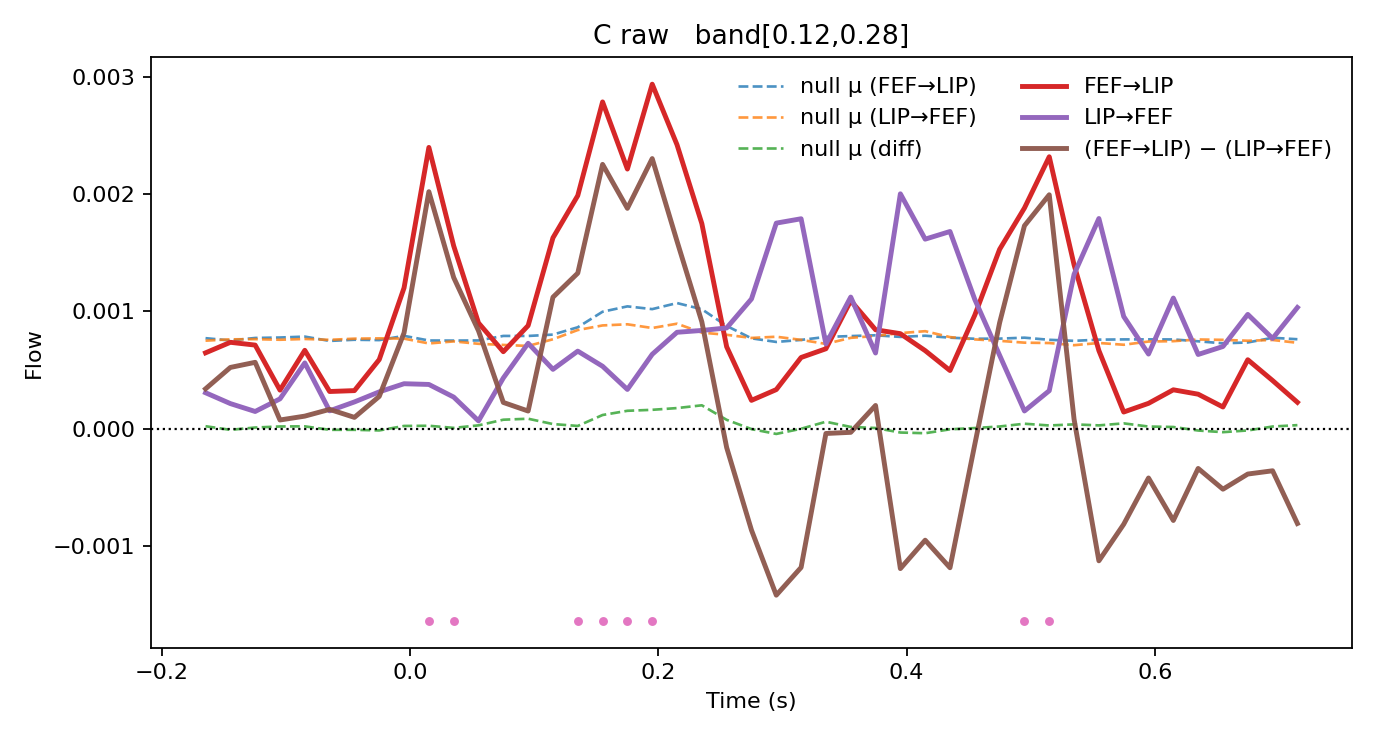 C raw   band[0.12,0.28]
null μ (FEF→LIP)
null μ (LIP→FEF)
null μ (diff)
FEF→LIP
LIP→FEF
(FEF→LIP) − (LIP→FEF)
Flow
0.003
0.002
0.001
0.000
−0.001
−0.2
0.0
0.2
0.4
0.6
Time (s)